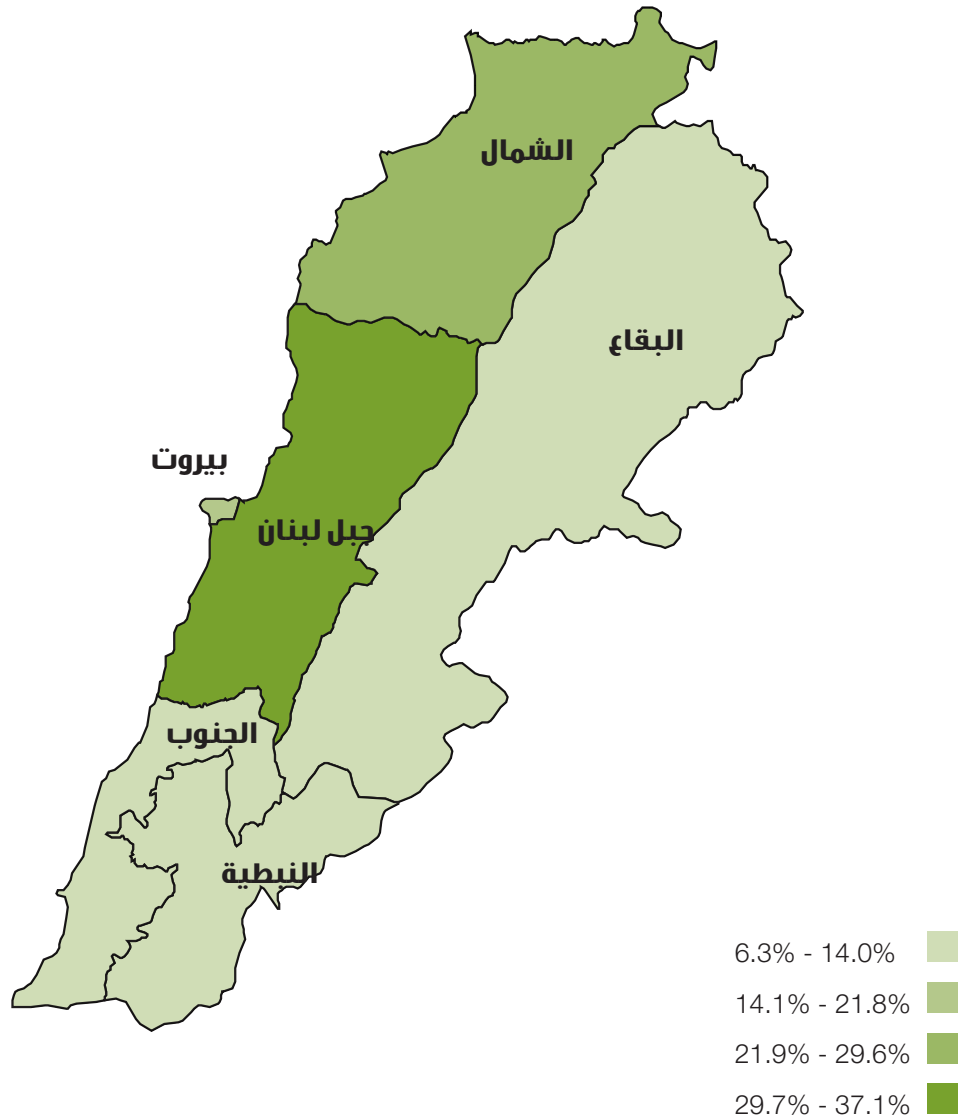 الشمال
البقاع
بيروت
جبل لبنان
الجنوب
النبطية
6.3% - 14.0%
14.1% - 21.8%
21.9% - 29.6%
29.7% - 37.1%